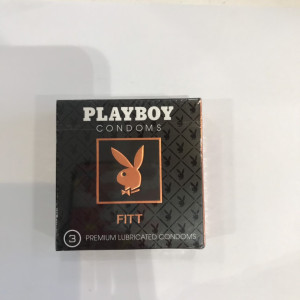 PLAYBOY
CONDOMS
FITT
3 PREMIUM LUBRICATED CONDOMS